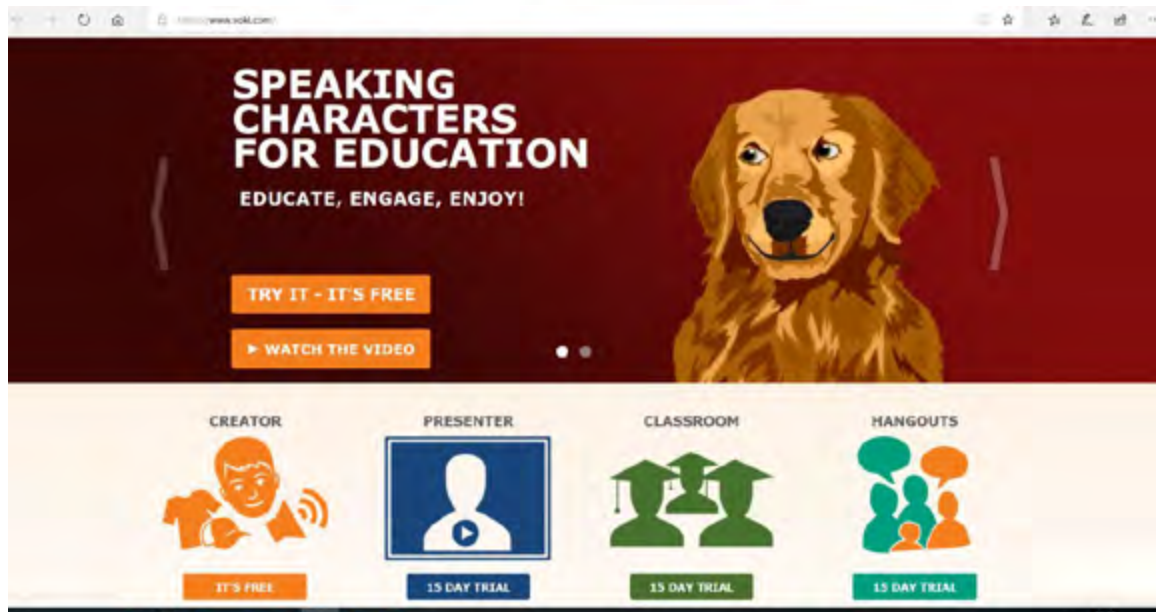 www.voki.com
SPEAKING
CHARACTERS
FOR EDUCATION
EDUCATE, ENGAGE, ENJOY!
TRY IT - IT'S FREE
WATCH THE VIDEO
CREATOR
PRESENTER
CLASSROOM
HANGOUTS
IT'S FREE
15 DAY TRIAL
15 DAY TRIAL
15 DAY TRIAL